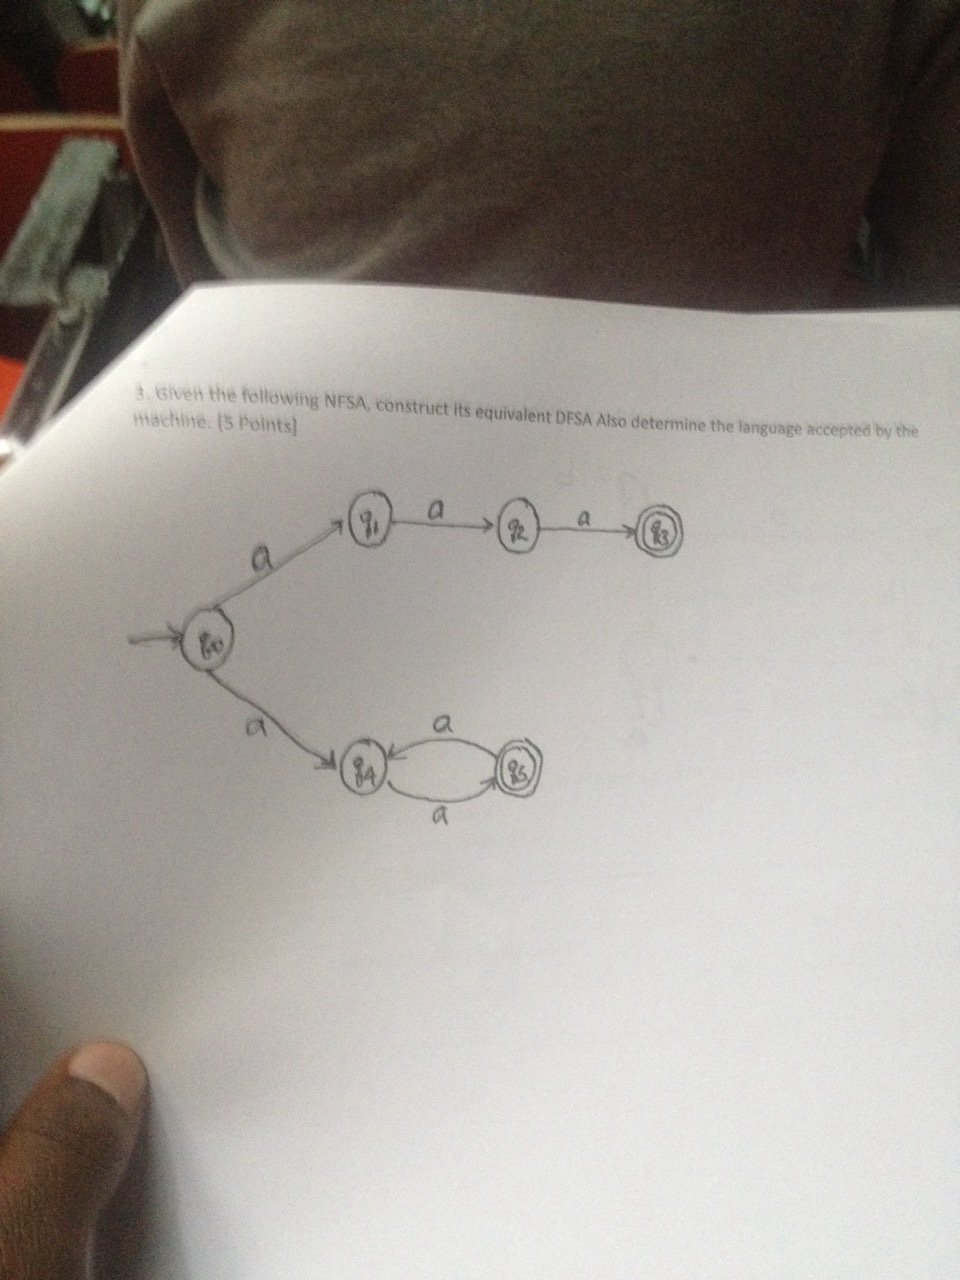 3. Given the following NFSA, construct its equivalent DFSA Also determine the language accepted by the
machine. [5 Points]
a
q1
a
q2
a
q3
q0
a
a
q4
a
q5
a